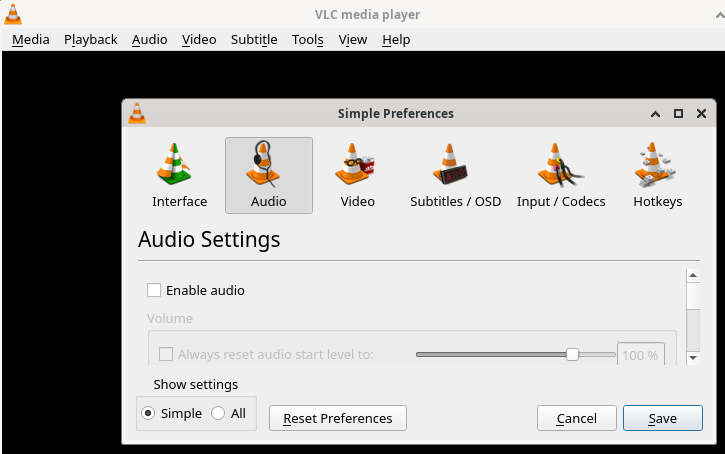 VLC media player
Media Playback Audio Video Subtitle Tools View Help
Simple Preferences
Interface Audio Video Subtitles / OSD Input / Codecs Hotkeys
Audio Settings
Enable audio
Volume
Always reset audio start level to: 100 %
Show settings
Simple All Reset Preferences Cancel Save